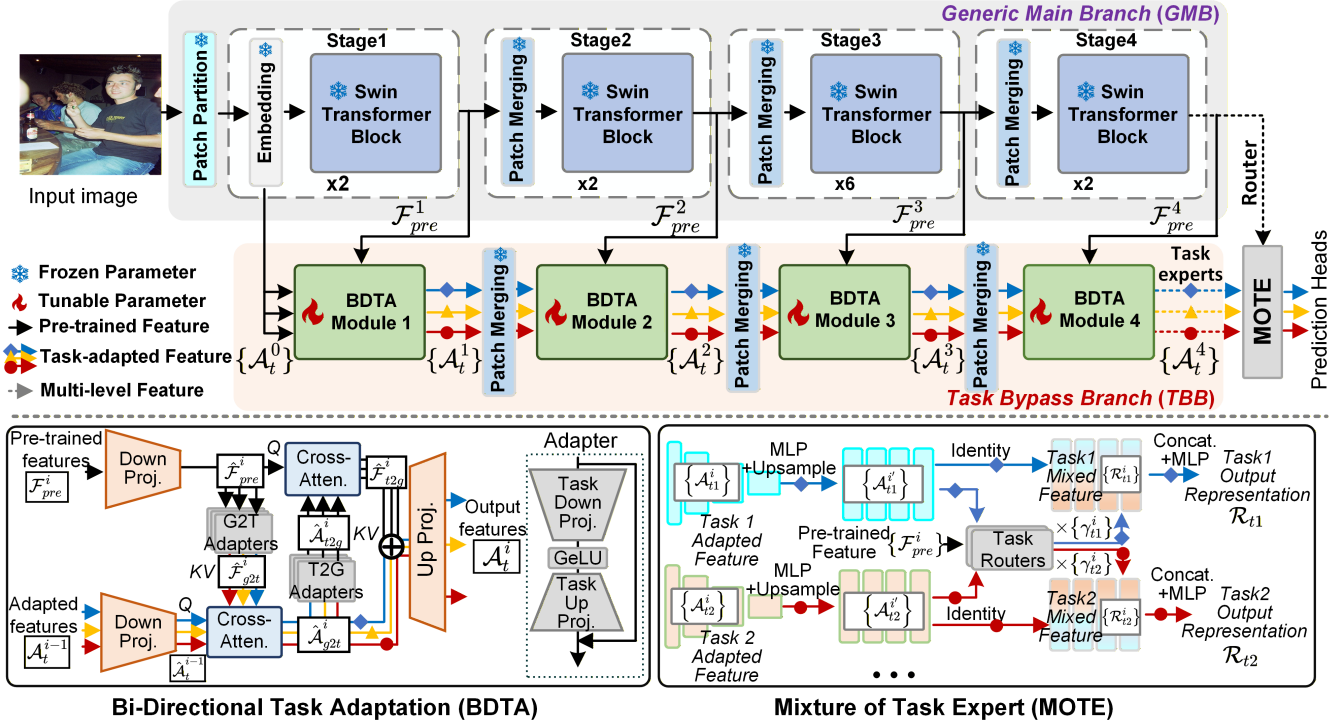 Generic Main Branch (GMB)
Input image
Patch Partition
Embedding
Stage1
Swin
Transformer
Block
x2
Patch Merging
Stage2
Swin
Transformer
Block
x2
Patch Merging
Stage3
Swin
Transformer
Block
x6
Patch Merging
Stage4
Swin
Transformer
Block
x2
Router
F^1_pre
F^2_pre
F^3_pre
F^4_pre
Frozen Parameter
Tunable Parameter
Pre-trained Feature
Task-adapted Feature
Multi-level Feature
BDTA
Module 1
Patch Merging
BDTA
Module 2
Patch Merging
BDTA
Module 3
Patch Merging
BDTA
Module 4
Task
experts
MOTE
Prediction Heads
{A^0_t}
{A^1_t}
{A^2_t}
{A^3_t}
{A^4_t}
Task Bypass Branch (TBB)
Pre-trained
features
F^i_pre
Down
Proj.
F̂^i_pre
Q
Cross-
Atten.
F̂^i_t2g
G2T
Adapters
KV
F̂^i_g2t
Â^i_t2g
KV
T2G
Adapters
Up Proj.
Output
features
A^i_t
Adapted
features
A^{i-1}_t
Down
Proj.
Q
Â^{i-1}_t
Cross-
Atten.
Â^i_g2t
Adapter
Task
Down
Proj.
GeLU
Task
Up
Proj.
Bi-Directional Task Adaptation (BDTA)
{A^i_t1}
MLP
+Upsample
{A^{i'}_t1}
Identity
Task1
Mixed
Feature
{R^i_t1}
Concat.
+MLP
Task1
Output
Representation
R_t1
Task 1
Adapted
Feature
Pre-trained
Feature
{F^i_pre}
Task
Routers
×{γ^i_t1}
×{γ^i_t2}
{A^i_t2}
MLP
+Upsample
{A^{i'}_t2}
Identity
Task2
Mixed
Feature
{R^i_t2}
Concat.
+MLP
Task2
Output
Representation
R_t2
Task 2
Adapted
Feature
• • •
Mixture of Task Expert (MOTE)